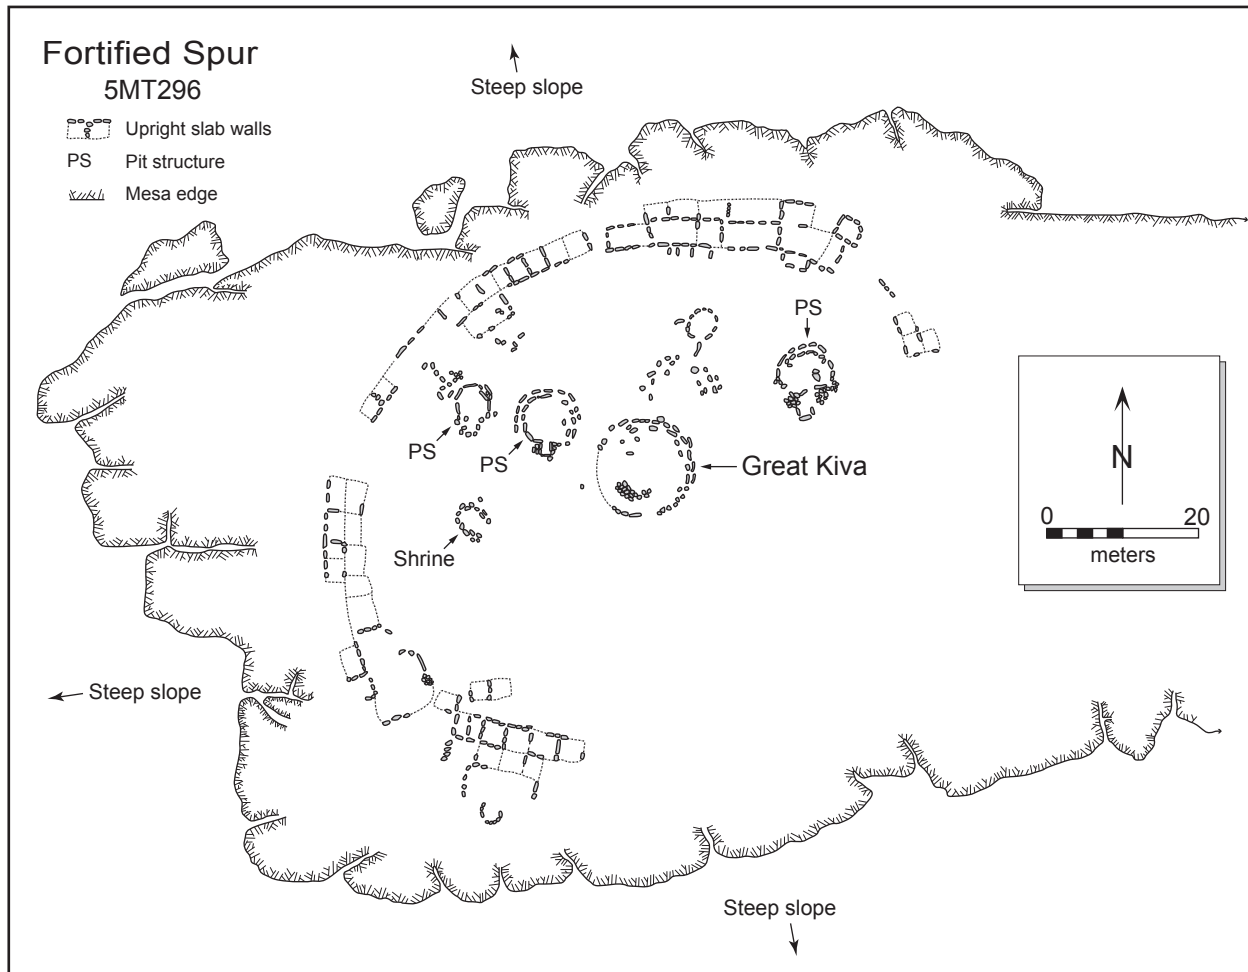 Fortified Spur
5MT296
Upright slab walls
PS Pit structure
Mesa edge
Steep slope
PS
PS
PS
Great Kiva
Shrine
N
0 20
meters
Steep slope
Steep slope